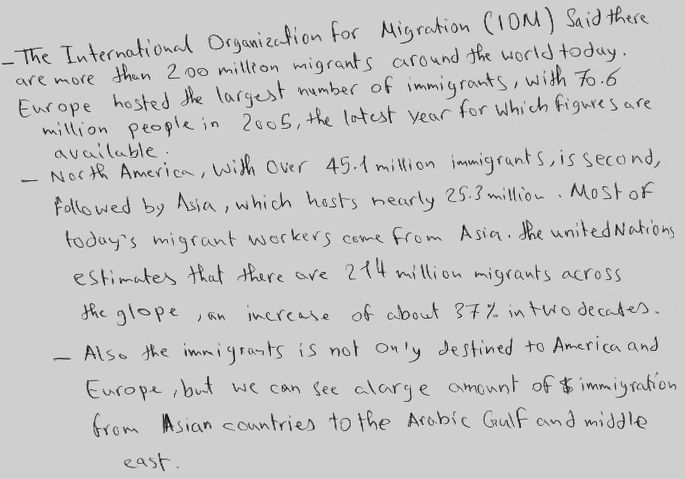 - The International Organization for Migration (IOM) Said there
are more than 200 million migrants around the world today.
Europe hosted the largest number of immigrants, with 70.6
million people in 2005, the latest year for which figures are
available.
- North America, with over 45.1 million immigrants, is second,
followed by Asia, which hosts nearly 25.3 million. Most of
today's migrant workers come from Asia. the united Nations
estimates that there are 214 million migrants across
the glope, an increase of about 37% in two decates.
- Also the immigrants is not only destined to America and
Europe, but we can see alarge amount of immigration
from Asian countries to the Arabic Gulf and middle
east.